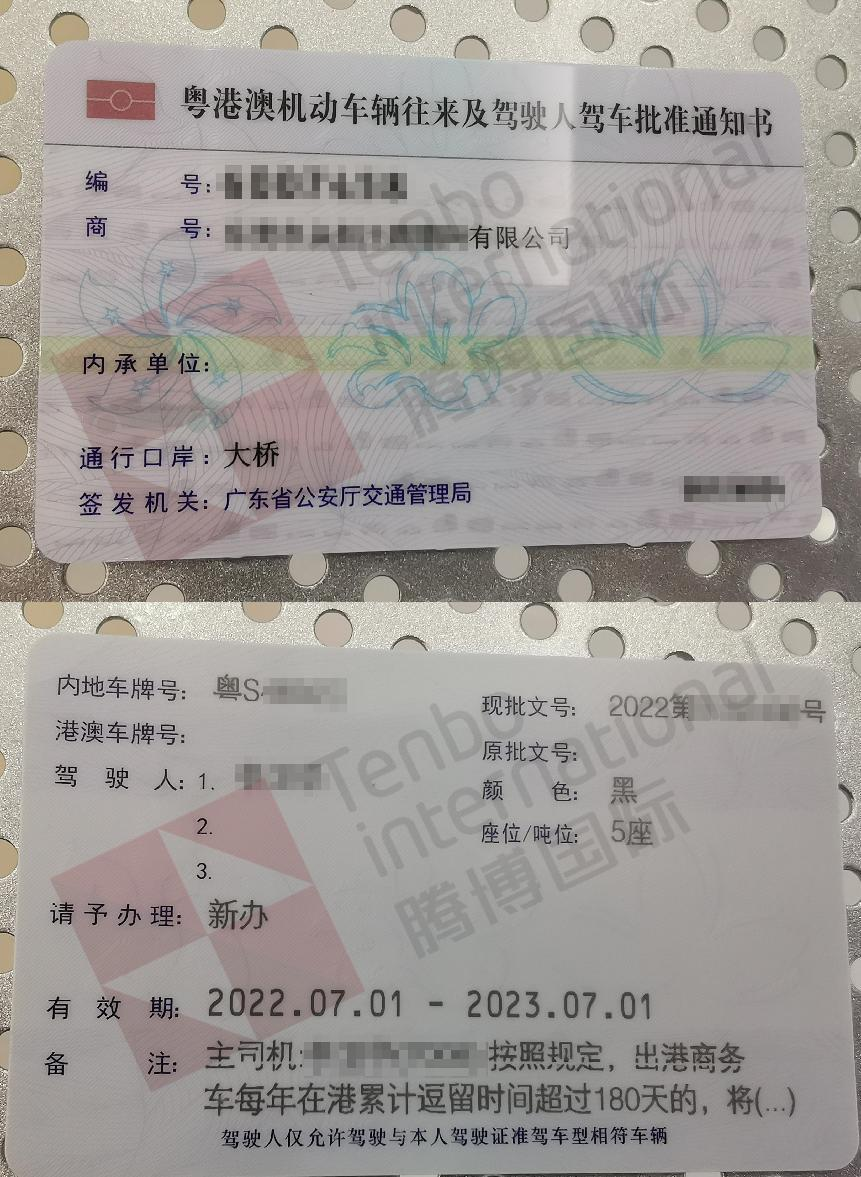 粤港澳机动车辆往来及驾驶人驾车批准通知书
编 号:
商 号: 有限公司
内承单位:
通行口岸: 大桥
签发机关: 广东省公安厅交通管理局
Tenbo
international
腾博国际
内地车牌号: 粤S
港澳车牌号:
驾 驶 人: 1.
2.
3.
请予办理: 新办
现批文号: 2022第 号
原批文号:
颜 色: 黑
座位/吨位: 5座
有 效 期: 2022.07.01 - 2023.07.01
备 注: 主司机: 按照规定，出港商务
车每年在港累计逗留时间超过180天的，将(...)
驾驶人仅允许驾驶与本人驾驶证准驾车型相符车辆
Tenbo
international
腾博国际